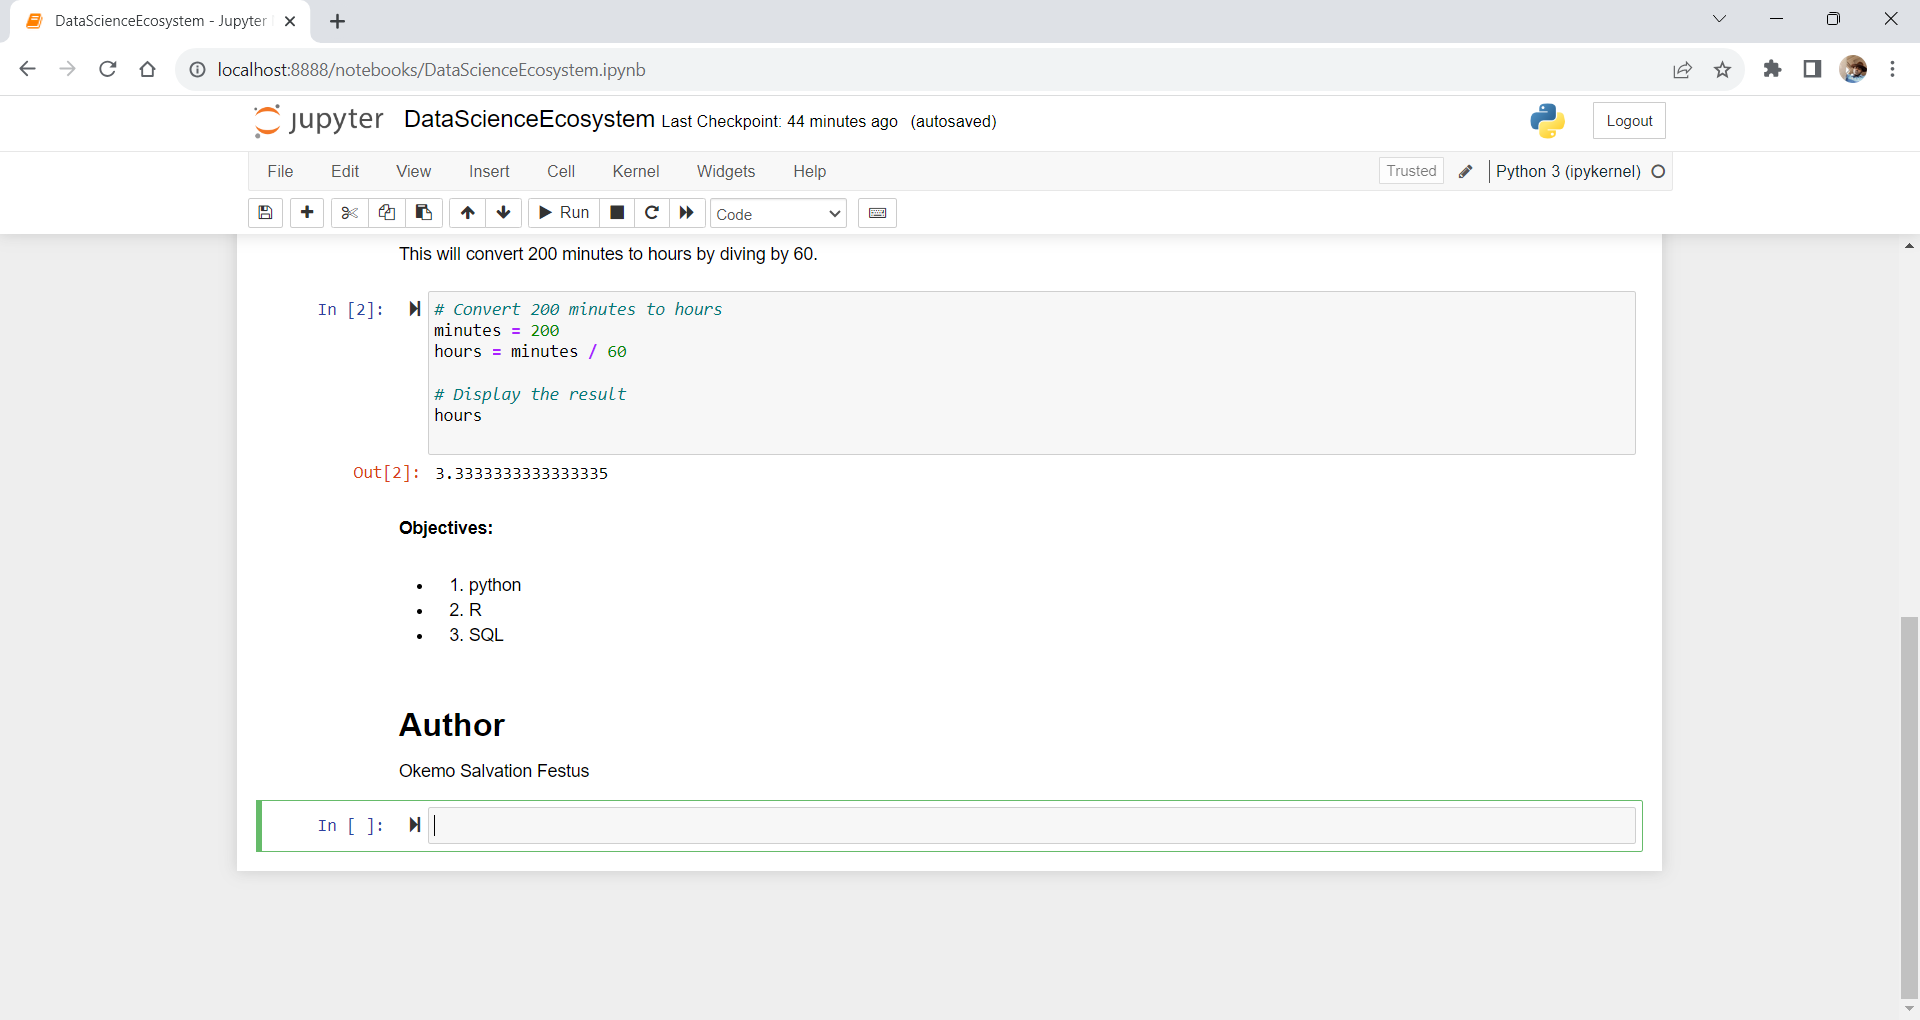 DataScienceEcosystem - Jupyter
localhost:8888/notebooks/DataScienceEcosystem.ipynb
jupyter DataScienceEcosystem Last Checkpoint: 44 minutes ago (autosaved)
Logout
File Edit View Insert Cell Kernel Widgets Help
Trusted Python 3 (ipykernel)
Run Code
This will convert 200 minutes to hours by diving by 60.
In [2]: # Convert 200 minutes to hours
minutes = 200
hours = minutes / 60
# Display the result
hours
Out[2]: 3.3333333333333335
Objectives:
• 1. python
• 2. R
• 3. SQL
Author
Okemo Salvation Festus
In [ ]: